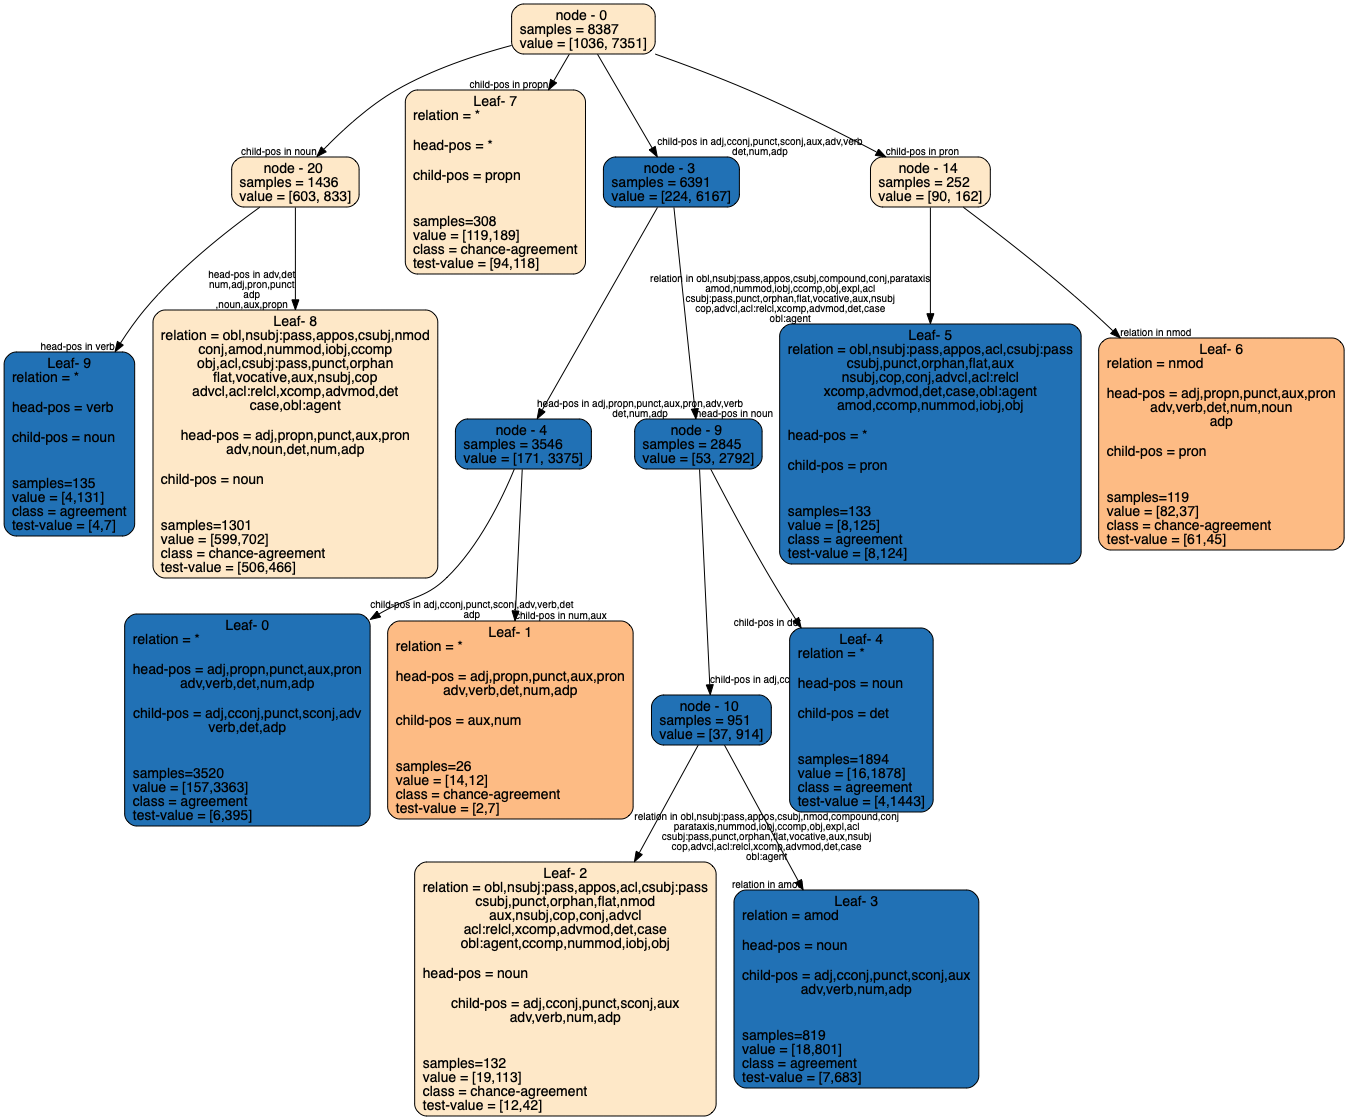 node - 0
samples = 8387
value = [1036, 7351]
child-pos in noun
child-pos in propn
child-pos in adj,cconj,punct,sconj,aux,adv,verb
det,num,adp
child-pos in pron
node - 20
samples = 1436
value = [603, 833]
Leaf- 7
relation = *
head-pos = *
child-pos = propn
samples=308
value = [119,189]
class = chance-agreement
test-value = [94,118]
node - 3
samples = 6391
value = [224, 6167]
node - 14
samples = 252
value = [90, 162]
head-pos in verb
head-pos in adv,det
num,adj,pron,punct
adp
,noun,aux,propn
head-pos in adj,propn,punct,aux,pron,adv,verb
det,num,adp
relation in obl,nsubj:pass,appos,csubj,compound,conj,parataxis
amod,nummod,iobj,ccomp,obj,expl,acl
csubj:pass,punct,orphan,flat,vocative,aux,nsubj
cop,advcl,acl:relcl,xcomp,advmod,det,case
obl:agent
head-pos in noun
relation in nmod
Leaf- 9
relation = *
head-pos = verb
child-pos = noun
samples=135
value = [4,131]
class = agreement
test-value = [4,7]
Leaf- 8
relation = obl,nsubj:pass,appos,csubj,nmod
conj,amod,nummod,iobj,ccomp
obj,acl,csubj:pass,punct,orphan
flat,vocative,aux,nsubj,cop
advcl,acl:relcl,xcomp,advmod,det
case,obl:agent
head-pos = adj,propn,punct,aux,pron
adv,noun,det,num,adp
child-pos = noun
samples=1301
value = [599,702]
class = chance-agreement
test-value = [506,466]
node - 4
samples = 3546
value = [171, 3375]
node - 9
samples = 2845
value = [53, 2792]
Leaf- 5
relation = obl,nsubj:pass,appos,acl,csubj:pass
csubj,punct,orphan,flat,aux
nsubj,cop,conj,advcl,acl:relcl
xcomp,advmod,det,case,obl:agent
amod,ccomp,nummod,iobj,obj
head-pos = *
child-pos = pron
samples=133
value = [8,125]
class = agreement
test-value = [8,124]
Leaf- 6
relation = nmod
head-pos = adj,propn,punct,aux,pron
adv,verb,det,num,noun
adp
child-pos = pron
samples=119
value = [82,37]
class = chance-agreement
test-value = [61,45]
child-pos in adj,cconj,punct,sconj,adv,verb,det
adp
child-pos in num,aux
child-pos in adj,cc
child-pos in de
Leaf- 0
relation = *
head-pos = adj,propn,punct,aux,pron
adv,verb,det,num,adp
child-pos = adj,cconj,punct,sconj,adv
verb,det,adp
samples=3520
value = [157,3363]
class = agreement
test-value = [6,395]
Leaf- 1
relation = *
head-pos = adj,propn,punct,aux,pron
adv,verb,det,num,adp
child-pos = aux,num
samples=26
value = [14,12]
class = chance-agreement
test-value = [2,7]
node - 10
samples = 951
value = [37, 914]
Leaf- 4
relation = *
head-pos = noun
child-pos = det
samples=1894
value = [16,1878]
class = agreement
test-value = [4,1443]
relation in obl,nsubj:pass,appos,csubj,nmod,compound,conj
parataxis,nummod,iobj,ccomp,obj,expl,acl
csubj:pass,punct,orphan,flat,vocative,aux,nsubj
cop,advcl,acl:relcl,xcomp,advmod,det,case
obl:agent
relation in amod
Leaf- 2
relation = obl,nsubj:pass,appos,acl,csubj:pass
csubj,punct,orphan,flat,nmod
aux,nsubj,cop,conj,advcl
acl:relcl,xcomp,advmod,det,case
obl:agent,ccomp,nummod,iobj,obj
head-pos = noun
child-pos = adj,cconj,punct,sconj,aux
adv,verb,num,adp
samples=132
value = [19,113]
class = chance-agreement
test-value = [12,42]
Leaf- 3
relation = amod
head-pos = noun
child-pos = adj,cconj,punct,sconj,aux
adv,verb,num,adp
samples=819
value = [18,801]
class = agreement
test-value = [7,683]